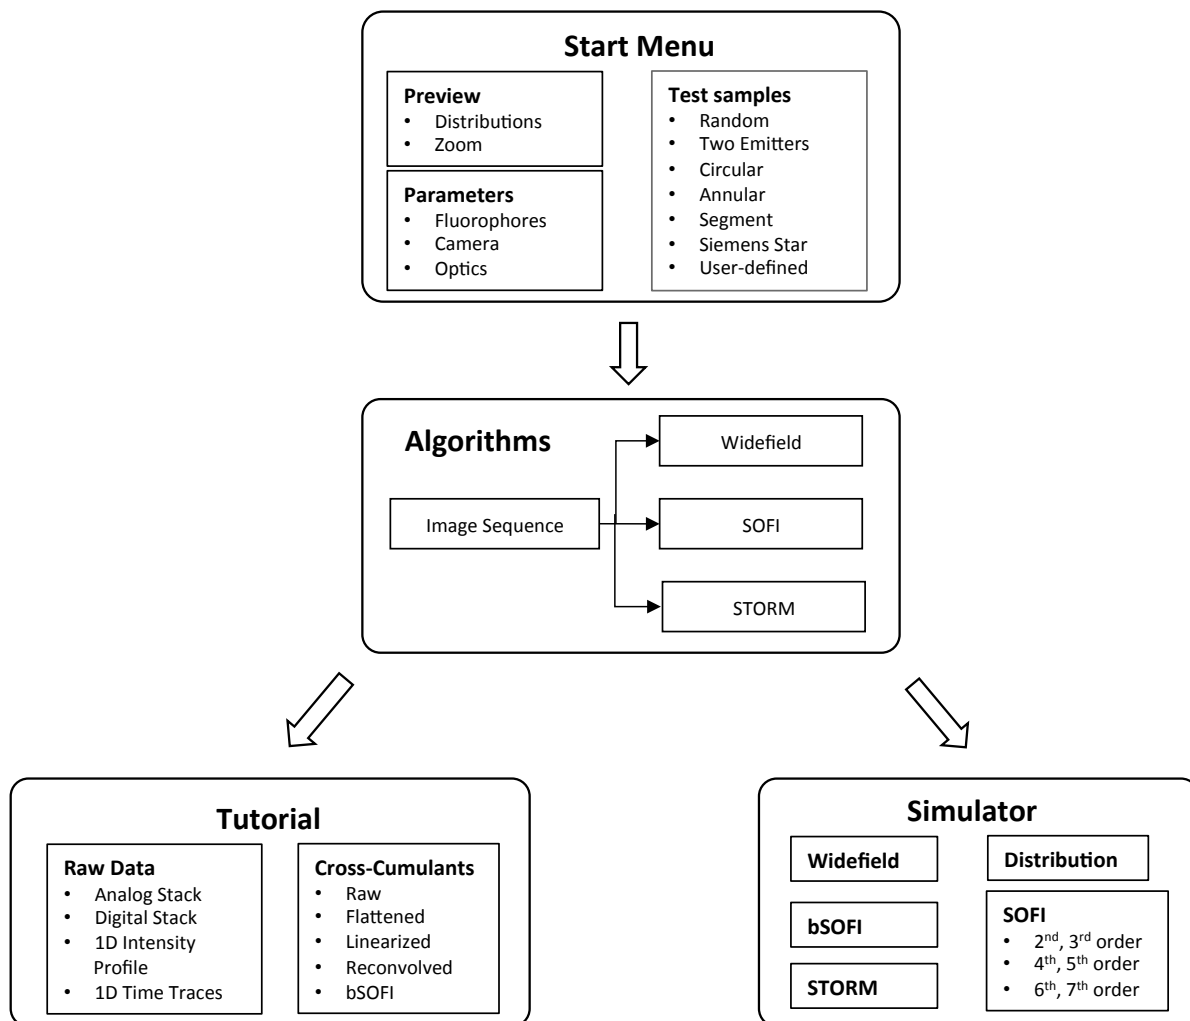 Start Menu
Preview
• Distributions
• Zoom
Parameters
• Fluorophores
• Camera
• Optics
Test samples
• Random
• Two Emitters
• Circular
• Annular
• Segment
• Siemens Star
• User-defined
Algorithms
Image Sequence
Widefield
SOFI
STORM
Tutorial
Raw Data
• Analog Stack
• Digital Stack
• 1D Intensity
Profile
• 1D Time Traces
Cross-Cumulants
• Raw
• Flattened
• Linearized
• Reconvolved
• bSOFI
Simulator
Widefield
bSOFI
STORM
Distribution
SOFI
• 2nd, 3rd order
• 4th, 5th order
• 6th, 7th order